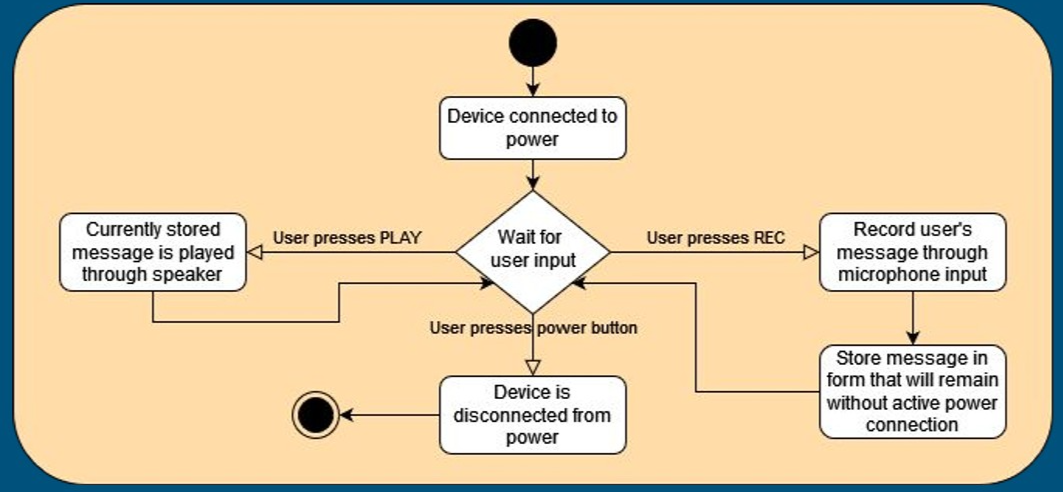 Device connected to
power
Wait for
user input
User presses PLAY
Currently stored
message is played
through speaker
User presses REC
Record user's
message through
microphone input
Store message in
form that will remain
without active power
connection
User presses power button
Device is
disconnected from
power